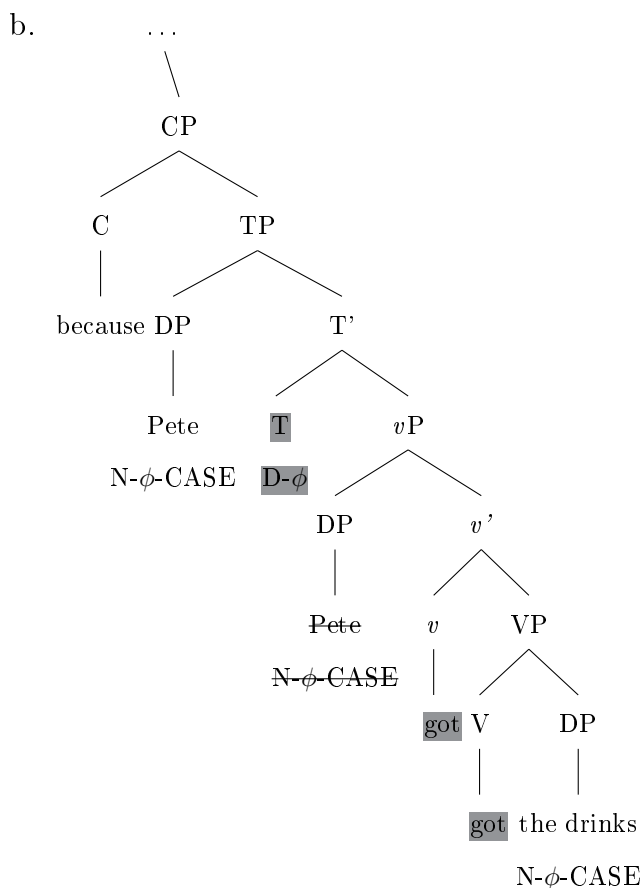 b. ...
CP
C TP
because DP T'
Pete T vP
N-ϕ-CASE D-ϕ
DP v'
Pete v VP
N-ϕ-CASE
got V DP
got the drinks
N-ϕ-CASE